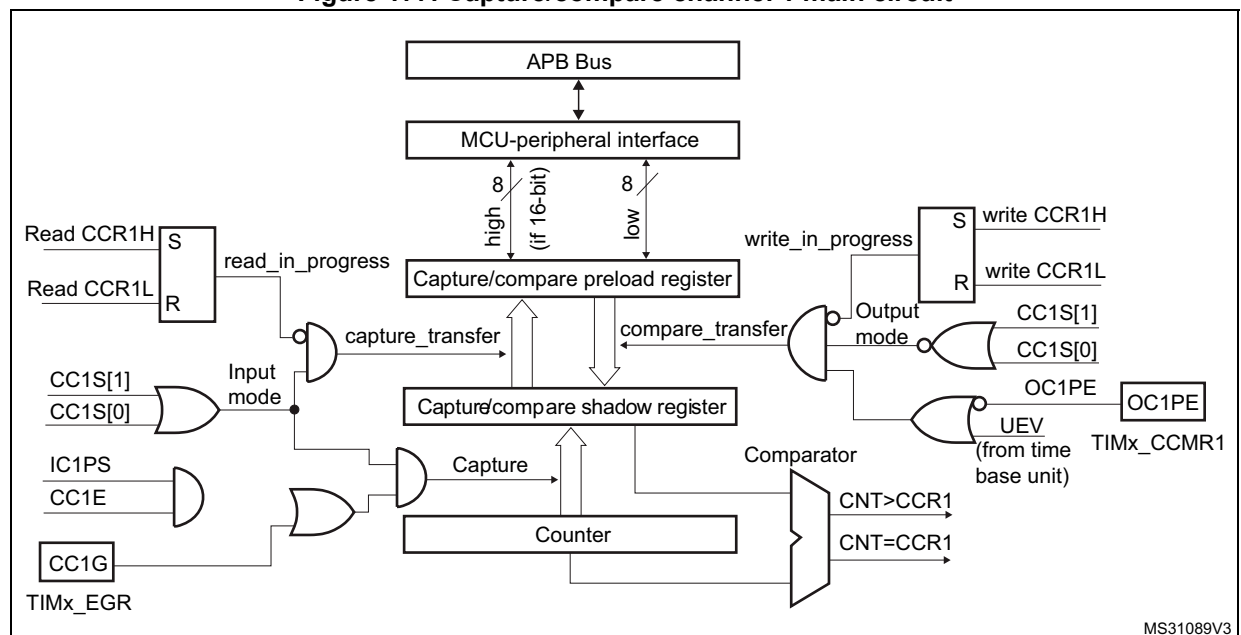 APB Bus
MCU-peripheral interface
8
high
(if 16-bit)
8
low
Read CCR1H
S
read_in_progress
Read CCR1L
R
write_in_progress
S
write CCR1H
R
write CCR1L
Capture/compare preload register
capture_transfer
compare_transfer
Output
mode
CC1S[1]
CC1S[0]
CC1S[1]
CC1S[0]
Input
mode
Capture/compare shadow register
OC1PE
OC1PE
UEV
(from time
base unit)
TIMx_CCMR1
IC1PS
CC1E
Capture
Comparator
Counter
CNT>CCR1
CNT=CCR1
CC1G
TIMx_EGR
MS31089V3